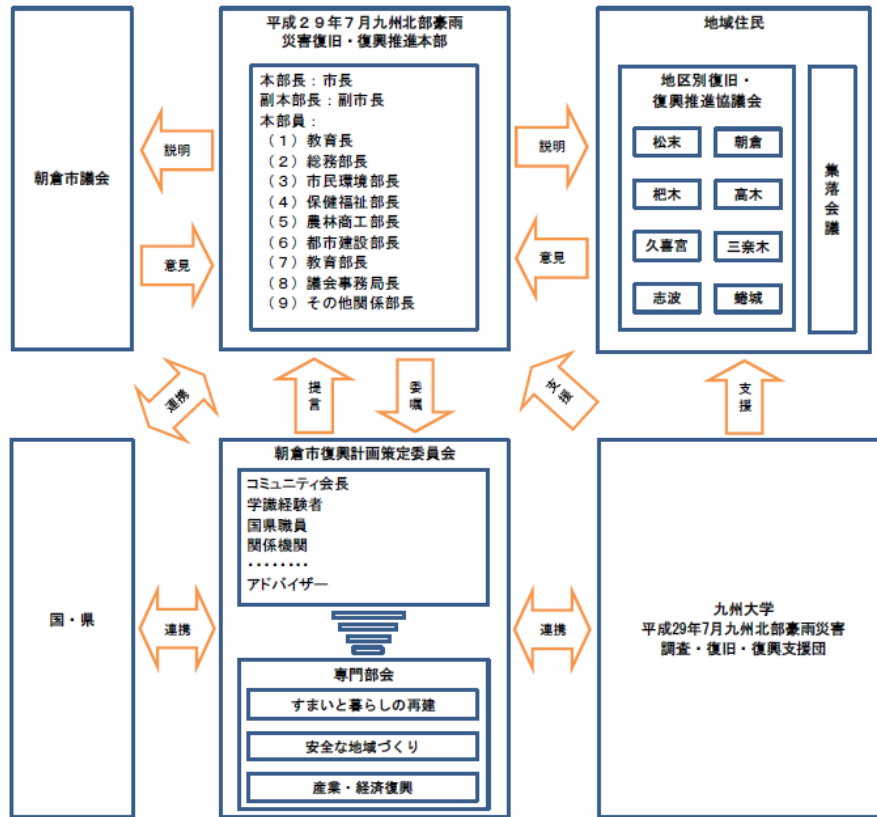 平成２９年７月九州北部豪雨
災害復旧・復興推進本部
本部長：市長
副本部長：副市長
本部員：
（１）教育長
（２）総務部長
（３）市民環境部長
（４）保健福祉部長
（５）農林商工部長
（６）都市建設部長
（７）教育部長
（８）議会事務局長
（９）その他関係部長
朝倉市議会
説明
意見
説明
意見
地域住民
地区別復旧・
復興推進協議会
松末
朝倉
杷木
高木
久喜宮
三奈木
志波
蜷城
集落会議
連携
提言
委嘱
支援
支援
国・県
連携
朝倉市復興計画策定委員会
コミュニティ会長
学識経験者
国県職員
関係機関
・・・・・・・・
アドバイザー
専門部会
すまいと暮らしの再建
安全な地域づくり
産業・経済復興
連携
九州大学
平成29年7月九州北部豪雨災害
調査・復旧・復興支援団